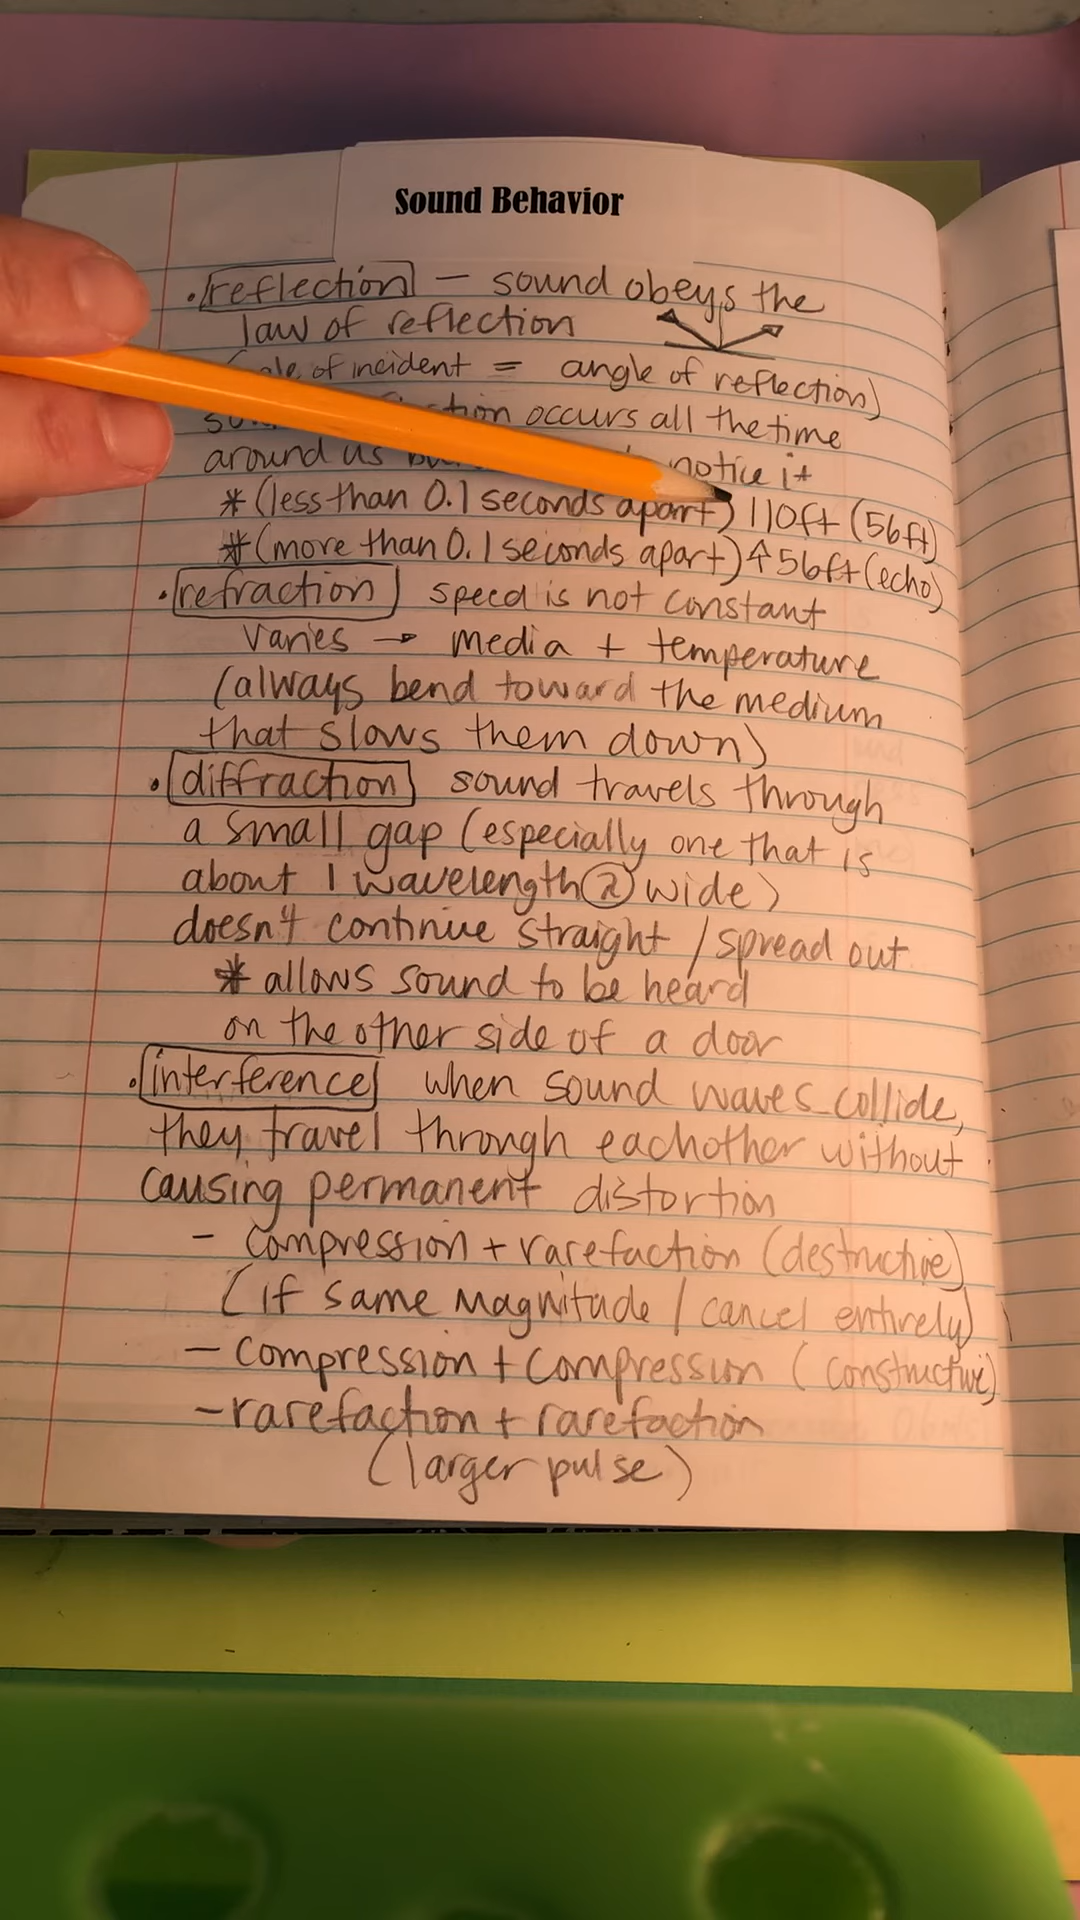 Sound Behavior
• reflection — sound obeys the
law of reflection
of incident = angle of reflection)
occurs all the time
around us notice it
* (less than 0.1 seconds apart) 110ft (56ft)
* (more than 0.1 seconds apart) ↑56ft (echo)
• refraction speed is not constant
varies → media + temperature
(always bend toward the medium
that slows them down)
• diffraction sound travels through
a small gap (especially one that is
about 1 wavelength λ wide)
doesn't continue straight / spread out
* allows sound to be heard
on the other side of a door
• interference when sound waves collide,
they travel through eachother without
causing permanent distortion
- compression + rarefaction (destructive)
(if same magnitude / cancel entirely)
- compression + compression (constructive)
- rarefaction + rarefaction
(larger pulse)